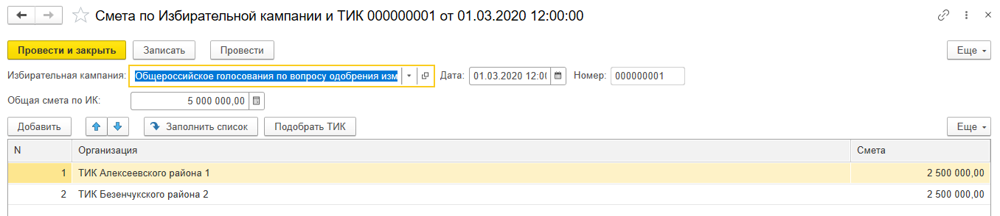 Смета по Избирательной кампании и ТИК 000000001 от 01.03.2020 12:00:00
Провести и закрыть Записать Провести Еще
Избирательная кампания: Общероссийское голосования по вопросу одобрения изм Дата: 01.03.2020 12:0 Номер: 000000001
Общая смета по ИК: 5 000 000,00
Добавить Заполнить список Подобрать ТИК Еще
N Организация Смета
1 ТИК Алексеевского района 1 2 500 000,00
2 ТИК Безенчукского района 2 2 500 000,00